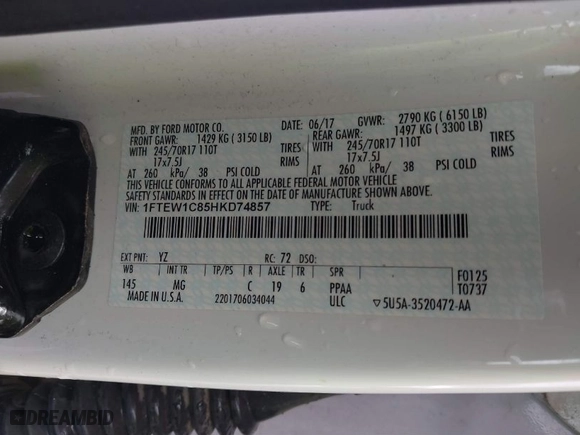 MFD. BY FORD MOTOR CO.
DATE: 06/17 GVWR: 2790 KG ( 6150 LB)
FRONT GAWR: 1429 KG ( 3150 LB) REAR GAWR: 1497 KG ( 3300 LB)
WITH 245/70R17 110T TIRES WITH 245/70R17 110T TIRES
17x7.5J RIMS 17x7.5J RIMS
AT 260 kPa/ 38 PSI COLD AT 260 kPa/ 38 PSI COLD
THIS VEHICLE CONFORMS TO ALL APPLICABLE FEDERAL MOTOR VEHICLE
SAFETY STANDARDS IN EFFECT ON THE DATE OF MANUFACTURE SHOWN ABOVE.
VIN: 1FTEW1C85HKD74857 TYPE: Truck
EXT PNT: YZ RC: 72 DSO:
WB INT TR TP/PS R AXLE TR SPR F0125
145 MG C 19 6 PPAA T0737
MADE IN U.S.A. 2201706034044 ULC ▽5U5A-3520472-AA
DREAMBID